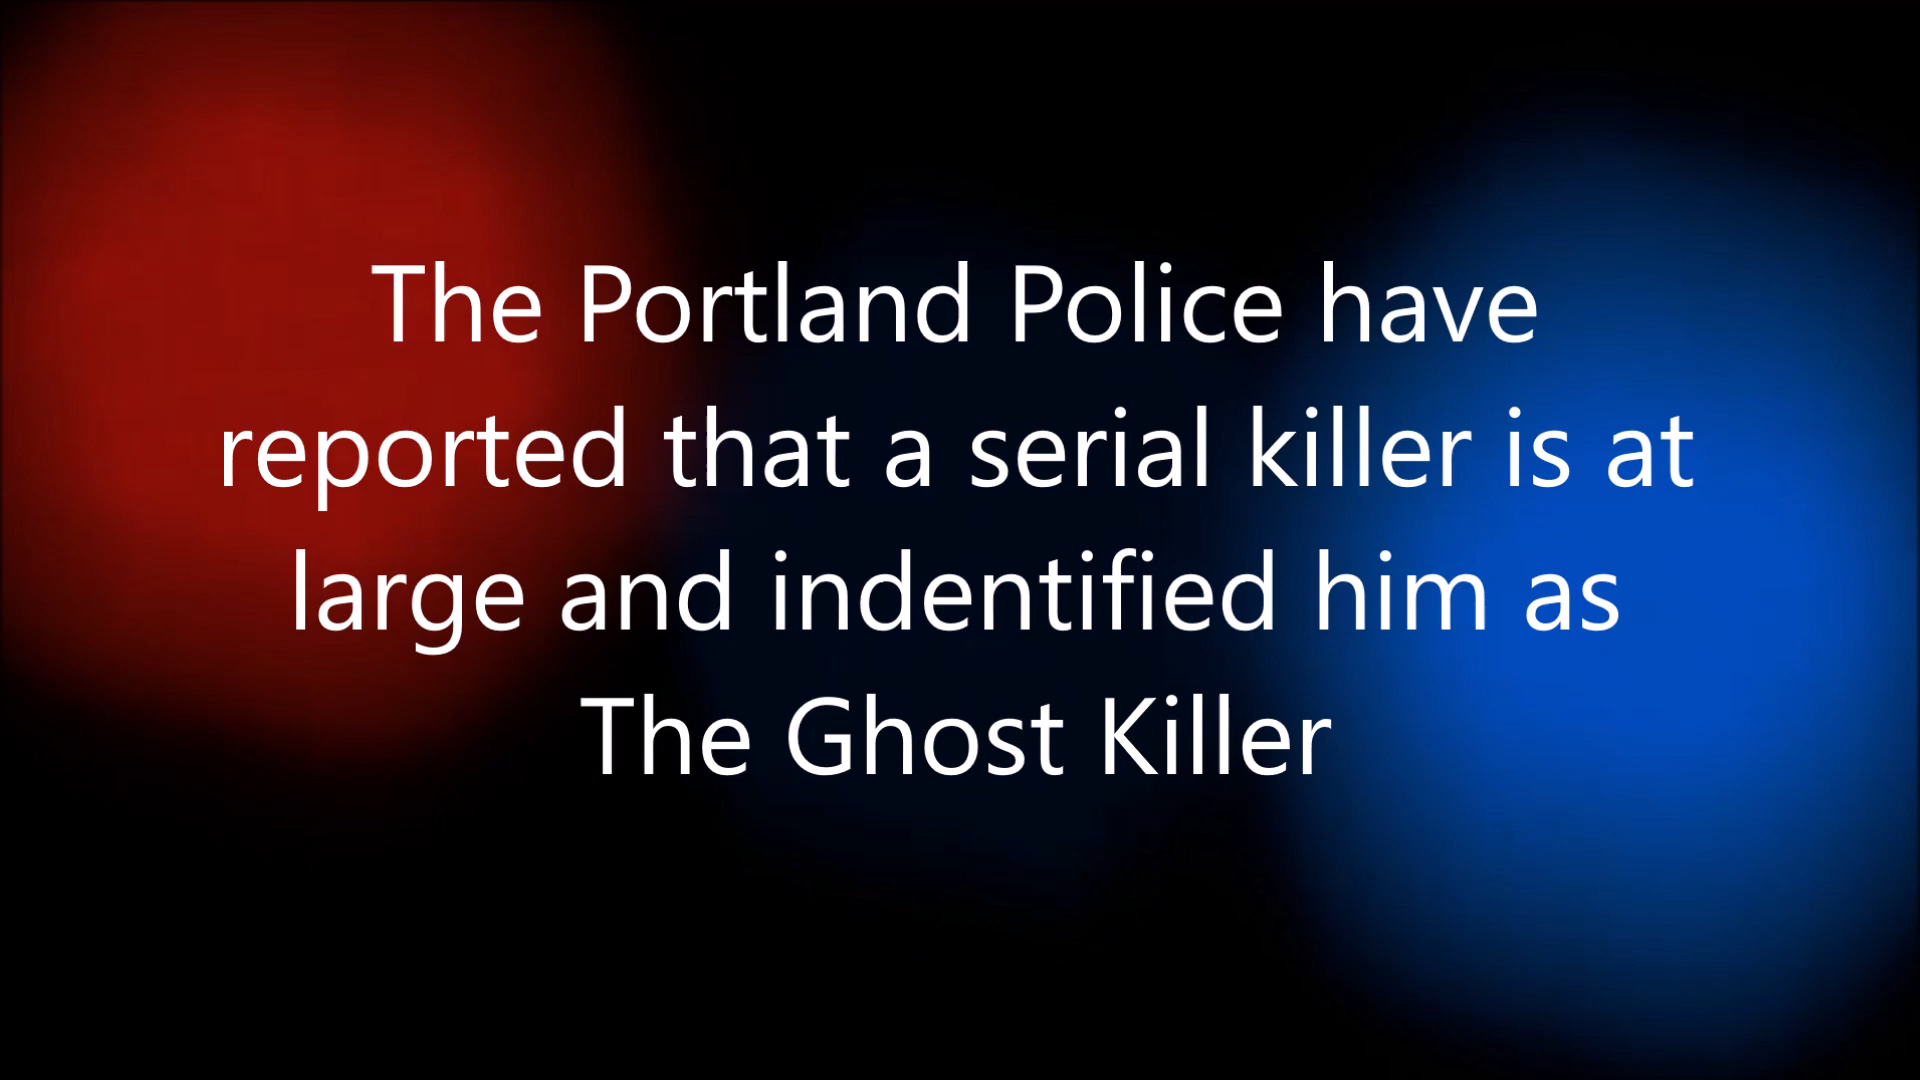 The Portland Police have
reported that a serial killer is at
large and indentified him as
The Ghost Killer